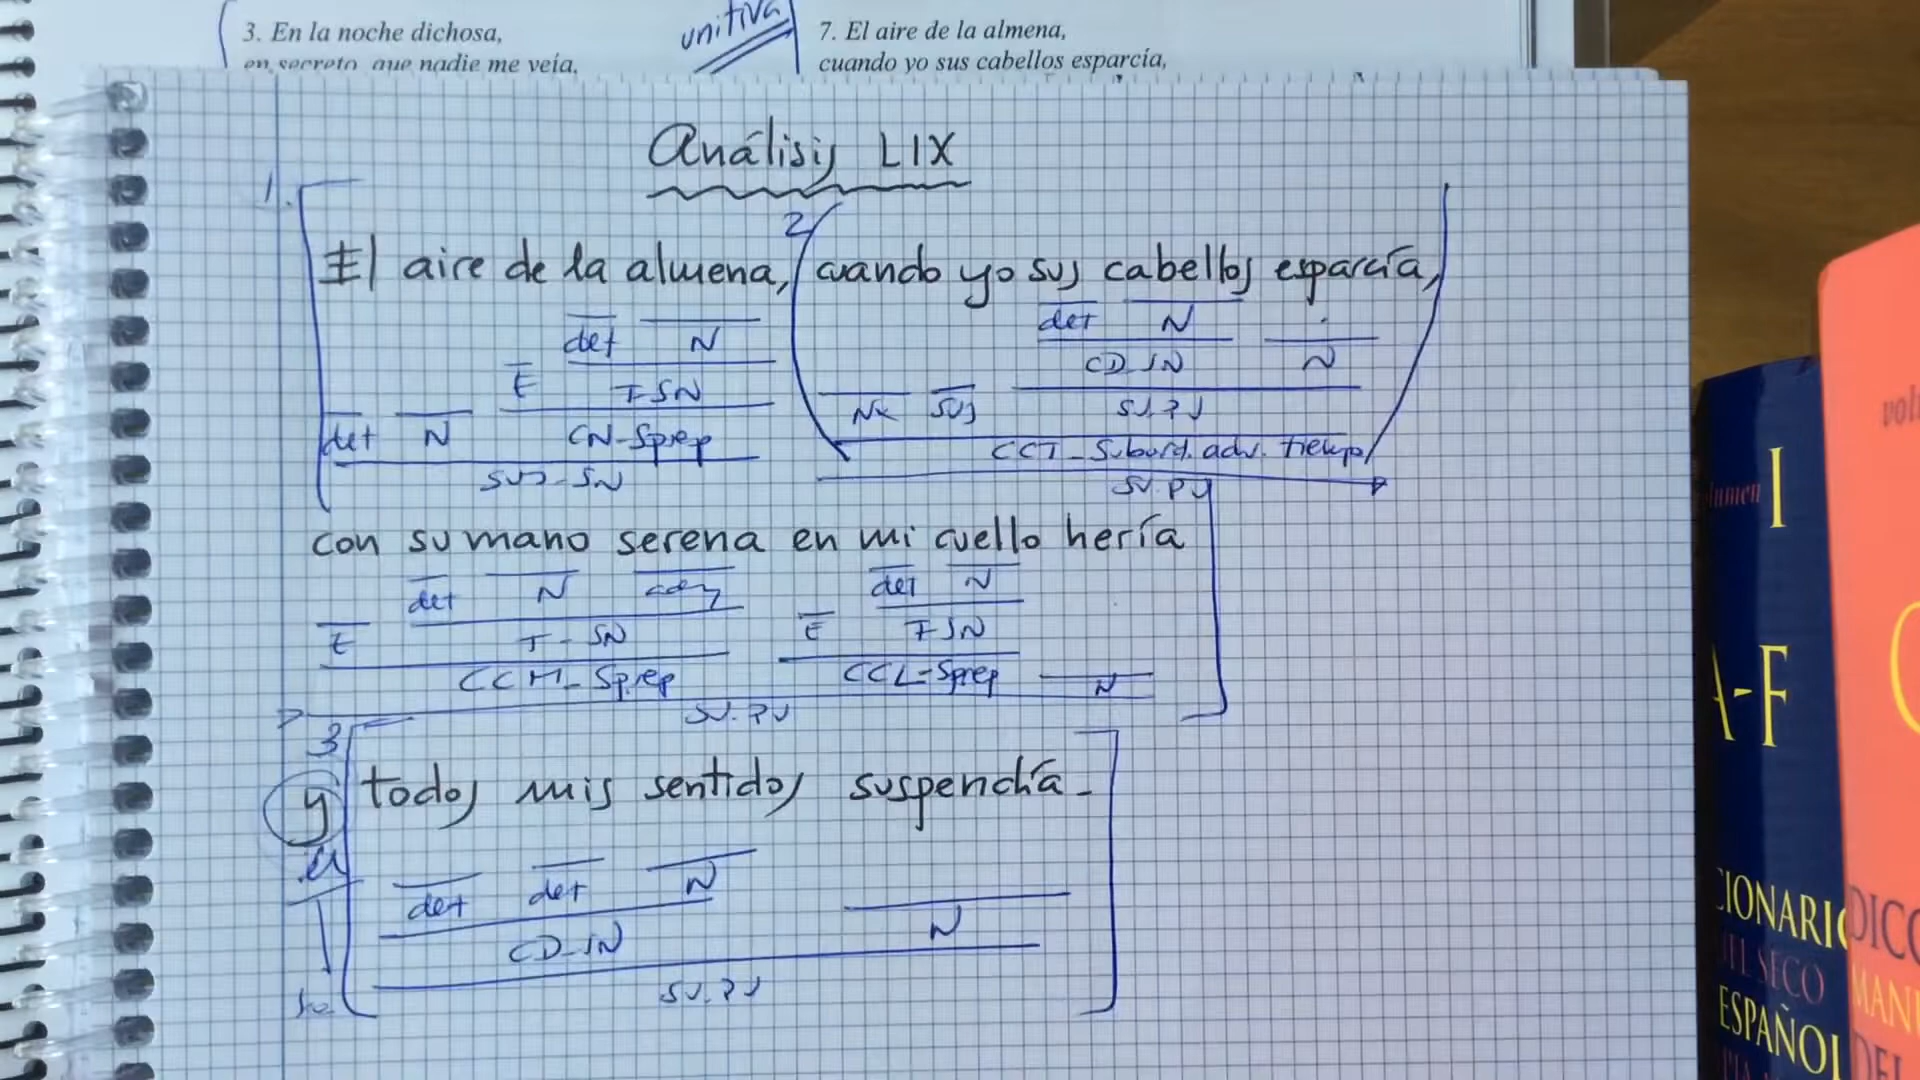 3. En la noche dichosa,
en secreto, que nadie me veía,
unitiva
7. El aire de la almena,
cuando yo sus cabellos esparcía,
Análisis LIX
1.
2
El aire de la almena, cuando yo sus cabellos esparcía,
det N det N
E T SN CD-SN N
det N CN-Sprep Nx SUJ SV.PV
SUJ-SN CCT-Subord. adv. tiempo
SV.PV
con su mano serena en mi cuello hería
det N adj det N
E T-SN E T SN
CCM-Sprep CCL-Sprep N
SV.PV
3
y todos mis sentidos suspendía.
det det N
CD-SN N
SV.PV
I
A-F
MANU
DEL
SECO
ESPAÑOL